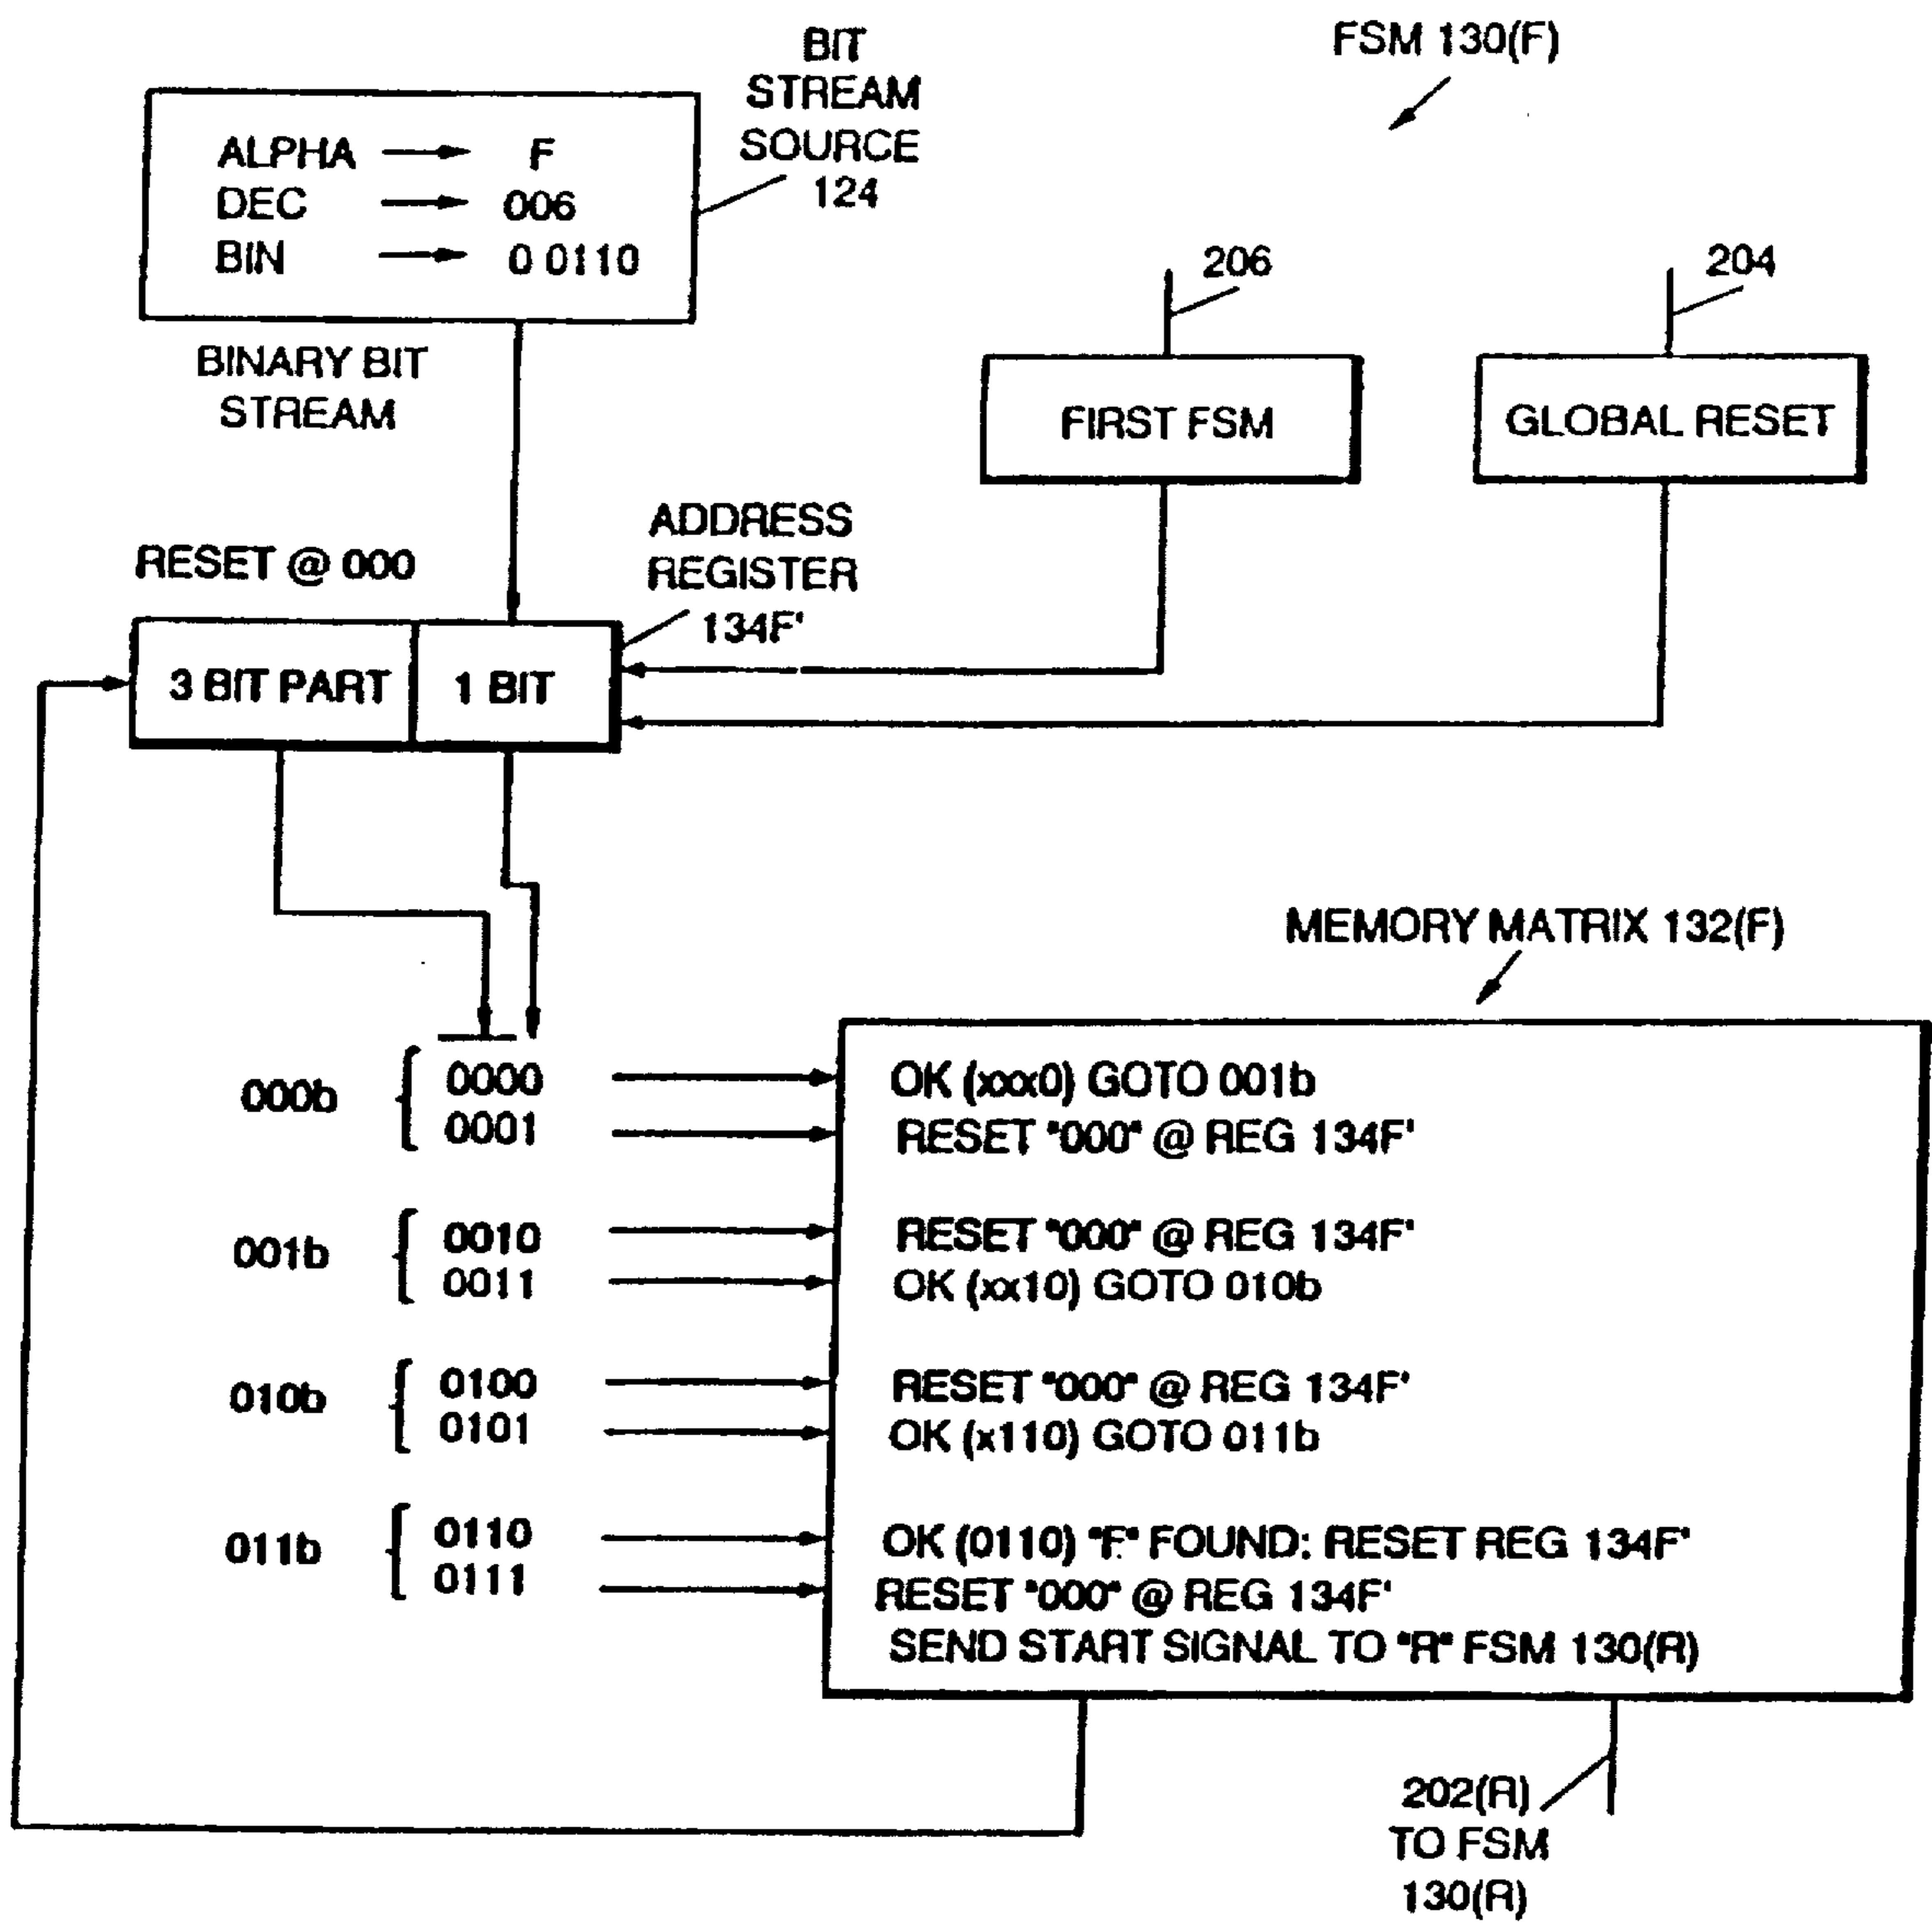 FSM 130(F)
BIT
STREAM
SOURCE
124
ALPHA → F
DEC → 006
BIN → 0 0110
206
204
BINARY BIT
STREAM
FIRST FSM
GLOBAL RESET
ADDRESS
REGISTER
134F'
RESET @ 000
3 BIT PART
1 BIT
MEMORY MATRIX 132(F)
000b { 0000 OK (xxx0) GOTO 001b
0001 RESET "000" @ REG 134F'
001b { 0010 RESET "000" @ REG 134F'
0011 OK (xx10) GOTO 010b
010b { 0100 RESET "000" @ REG 134F'
0101 OK (x110) GOTO 011b
011b { 0110 OK (0110) "F" FOUND: RESET REG 134F'
0111 RESET "000" @ REG 134F'
SEND START SIGNAL TO "R" FSM 130(R)
202(R)
TO FSM
130(R)